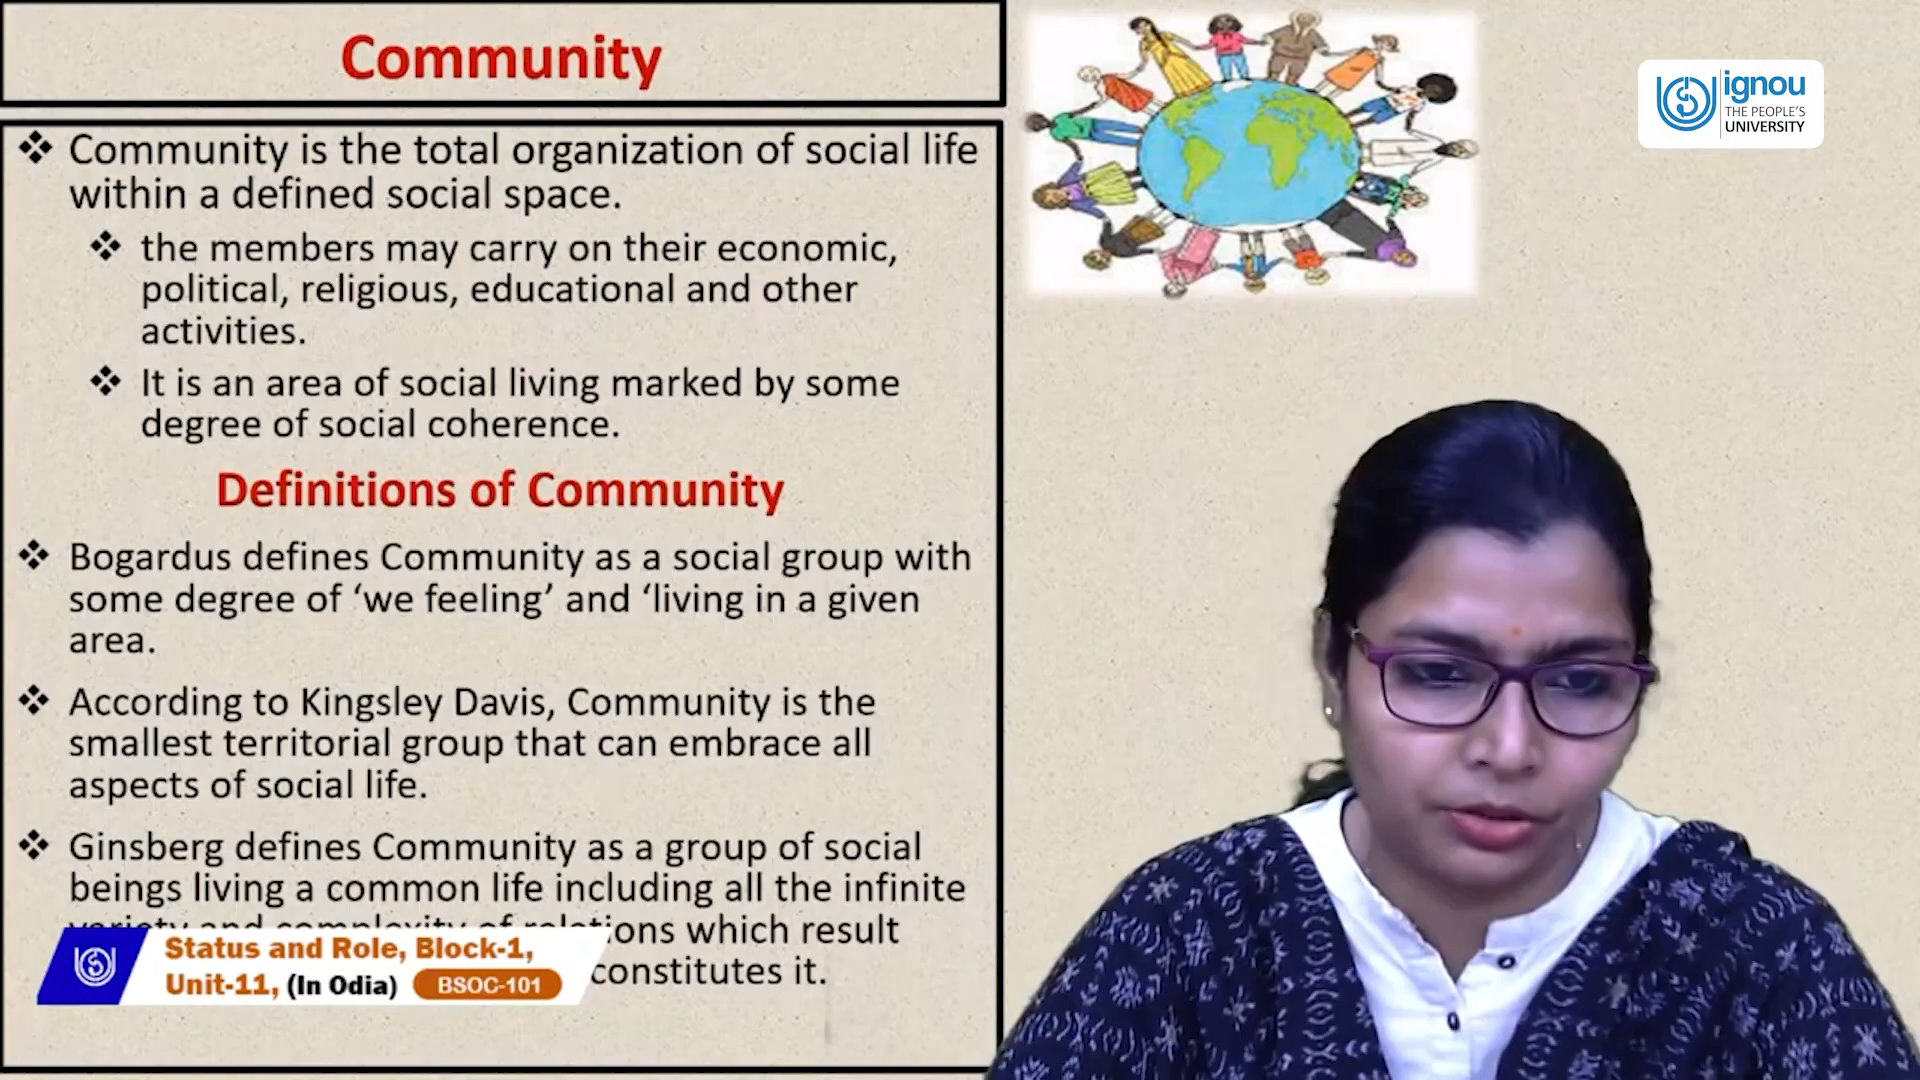 Community
ignou
THE PEOPLE'S
UNIVERSITY
❖ Community is the total organization of social life
within a defined social space.
❖ the members may carry on their economic,
political, religious, educational and other
activities.
❖ It is an area of social living marked by some
degree of social coherence.
Definitions of Community
❖ Bogardus defines Community as a social group with
some degree of ‘we feeling’ and ‘living in a given
area.
❖ According to Kingsley Davis, Community is the
smallest territorial group that can embrace all
aspects of social life.
❖ Ginsberg defines Community as a group of social
beings living a common life including all the infinite
variety and complexity of relations which result
constitutes it.
Status and Role, Block-1,
Unit-11, (In Odia) BSOC-101